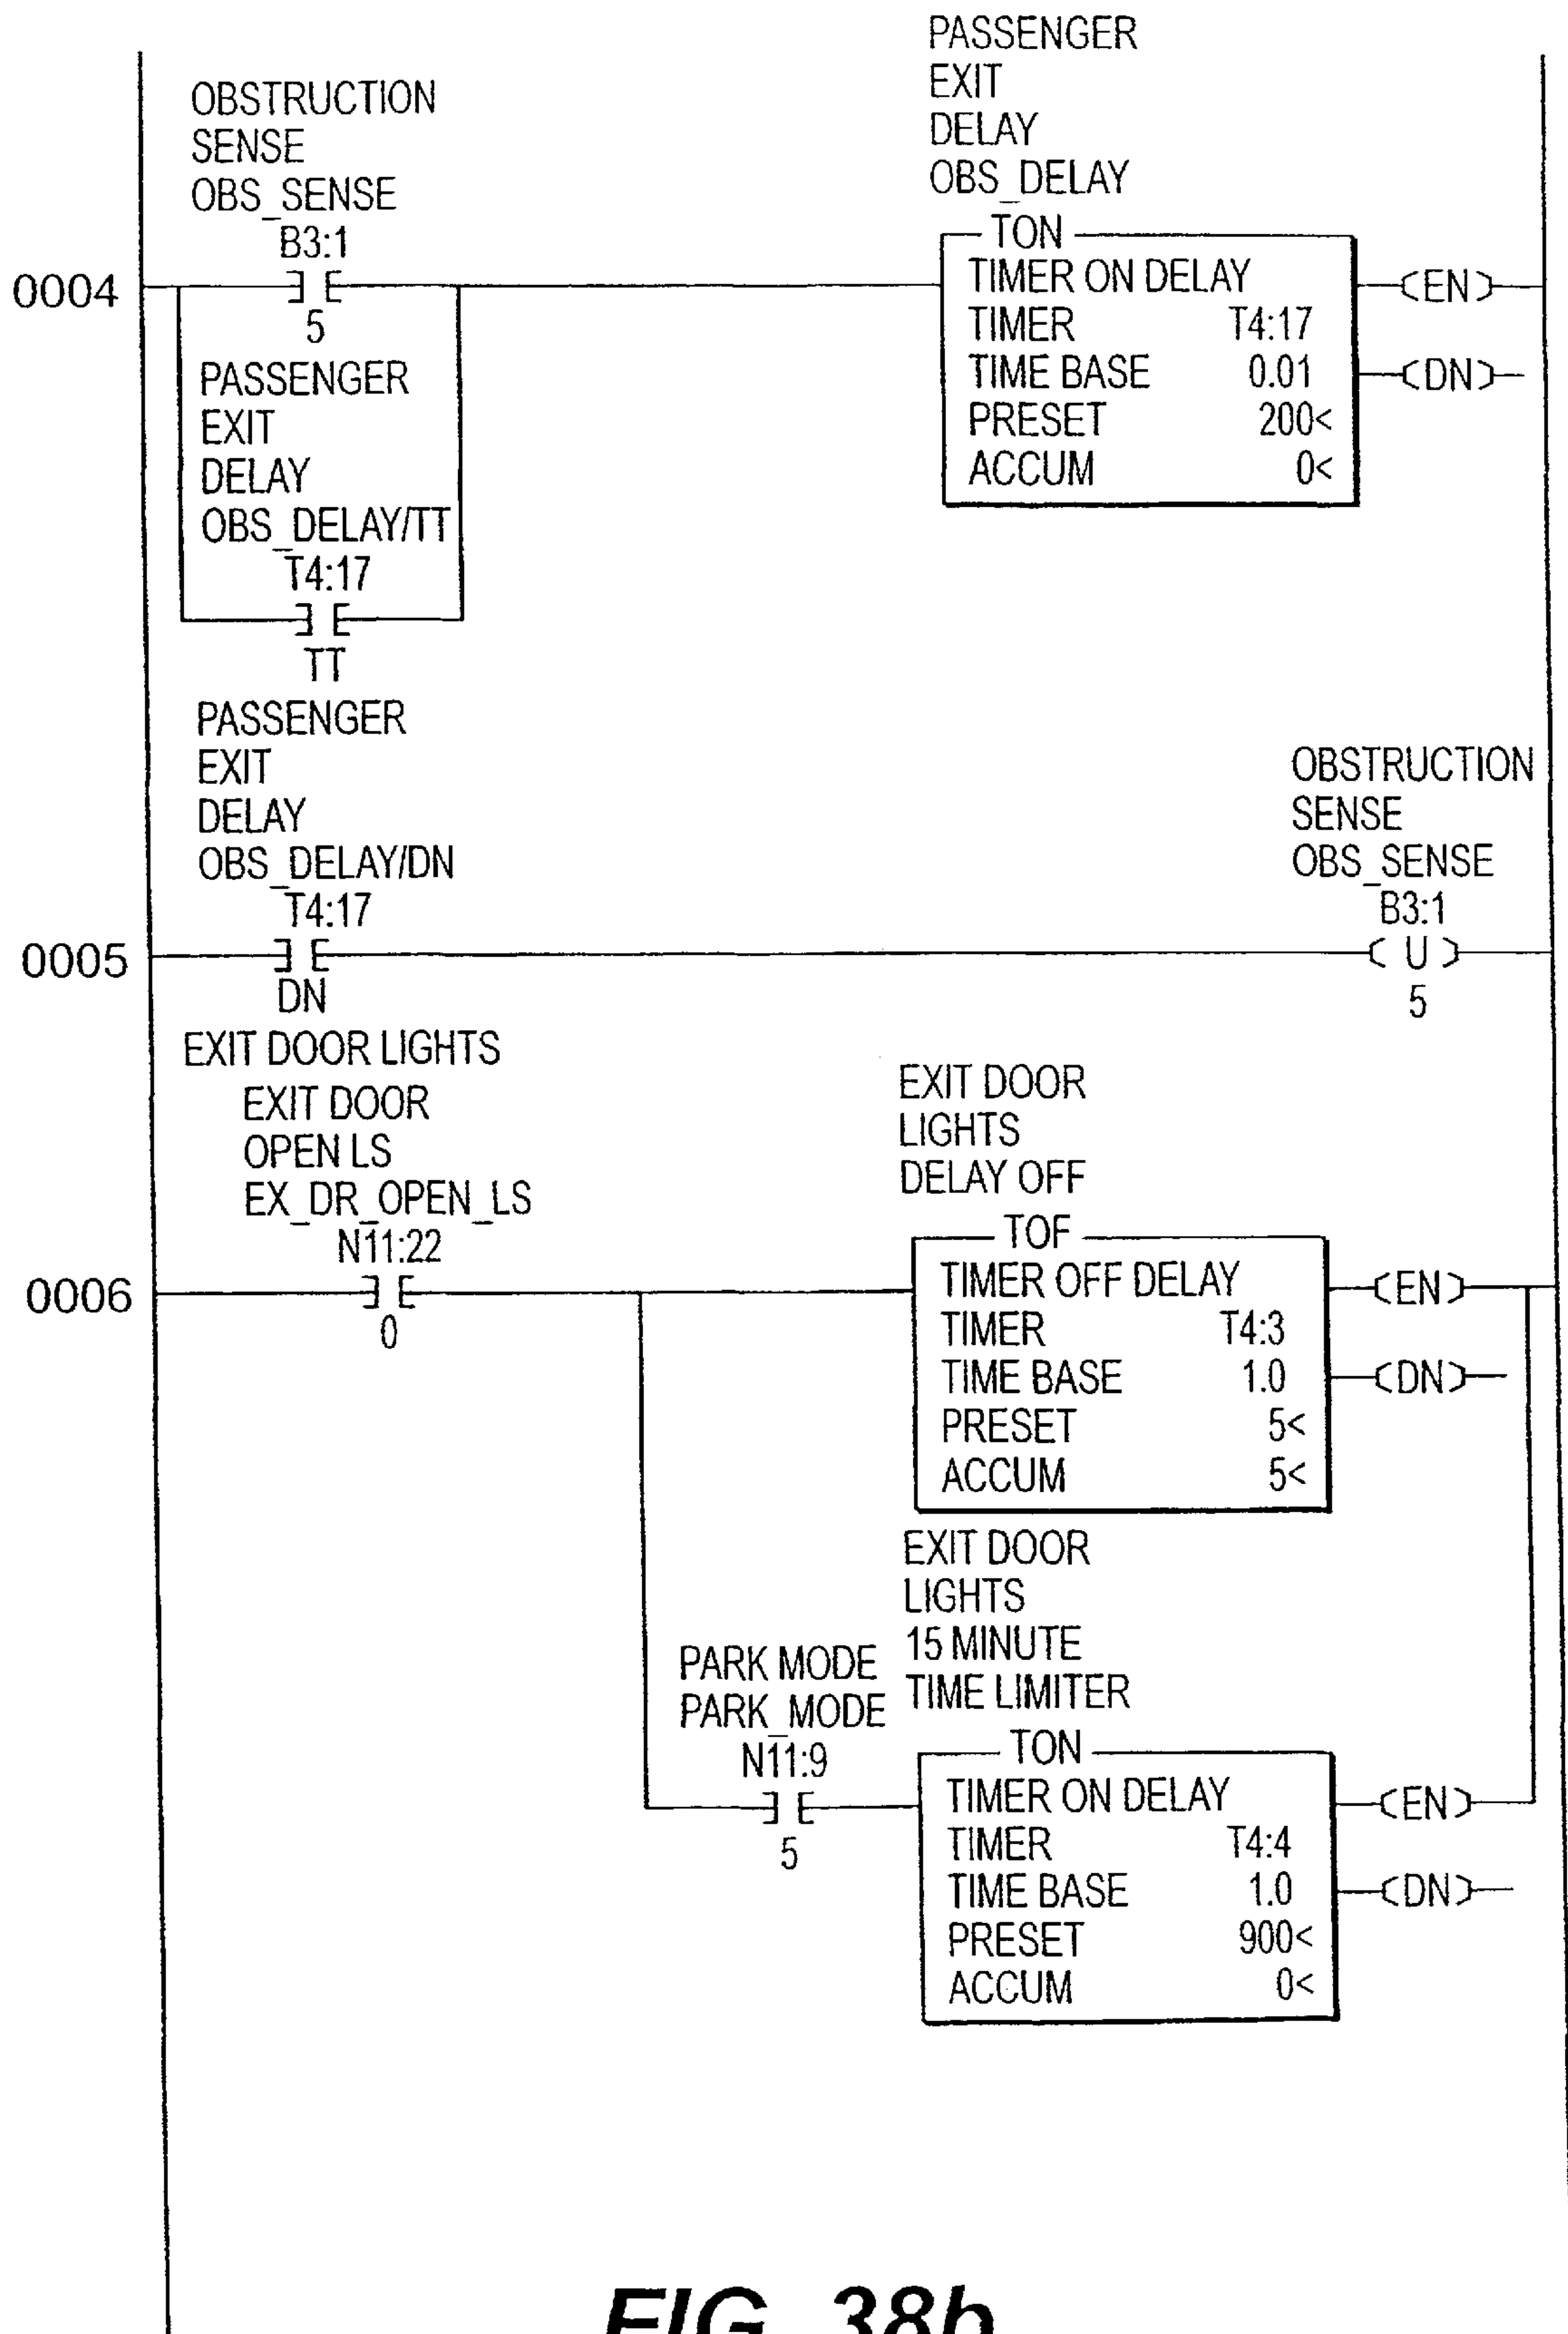 PASSENGER
EXIT
DELAY
OBS_DELAY
OBSTRUCTION
SENSE
OBS_SENSE
B3:1
0004
5
TON
TIMER ON DELAY
TIMER T4:17
TIME BASE 0.01
PRESET 200<
ACCUM 0<
(EN)
(DN)
PASSENGER
EXIT
DELAY
OBS_DELAY/TT
T4:17
TT
PASSENGER
EXIT
DELAY
OBS_DELAY/DN
T4:17
0005
DN
OBSTRUCTION
SENSE
OBS_SENSE
B3:1
(U)
5
EXIT DOOR LIGHTS
EXIT DOOR
OPEN LS
EX_DR_OPEN_LS
N11:22
0006
0
EXIT DOOR
LIGHTS
DELAY OFF
TOF
TIMER OFF DELAY
TIMER T4:3
TIME BASE 1.0
PRESET 5<
ACCUM 5<
(EN)
(DN)
PARK MODE
PARK_MODE
N11:9
5
EXIT DOOR
LIGHTS
15 MINUTE
TIME LIMITER
TON
TIMER ON DELAY
TIMER T4:4
TIME BASE 1.0
PRESET 900<
ACCUM 0<
(EN)
(DN)
FIG. 38b